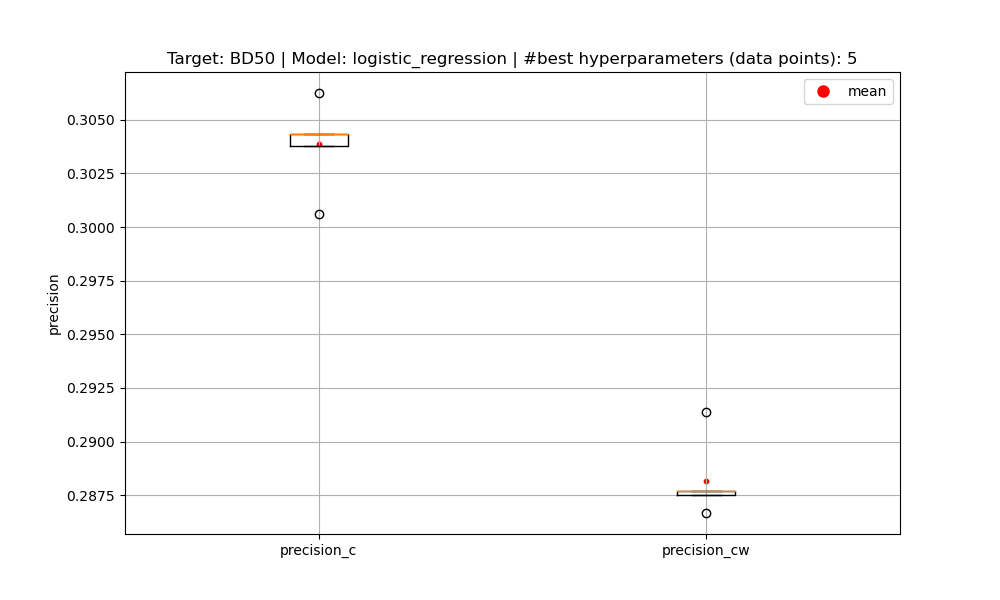 Target: BD50 | Model: logistic_regression | #best hyperparameters (data points): 5
mean
0.3050
0.3025
0.3000
0.2975
0.2950
0.2925
0.2900
0.2875
precision
precision_c
precision_cw